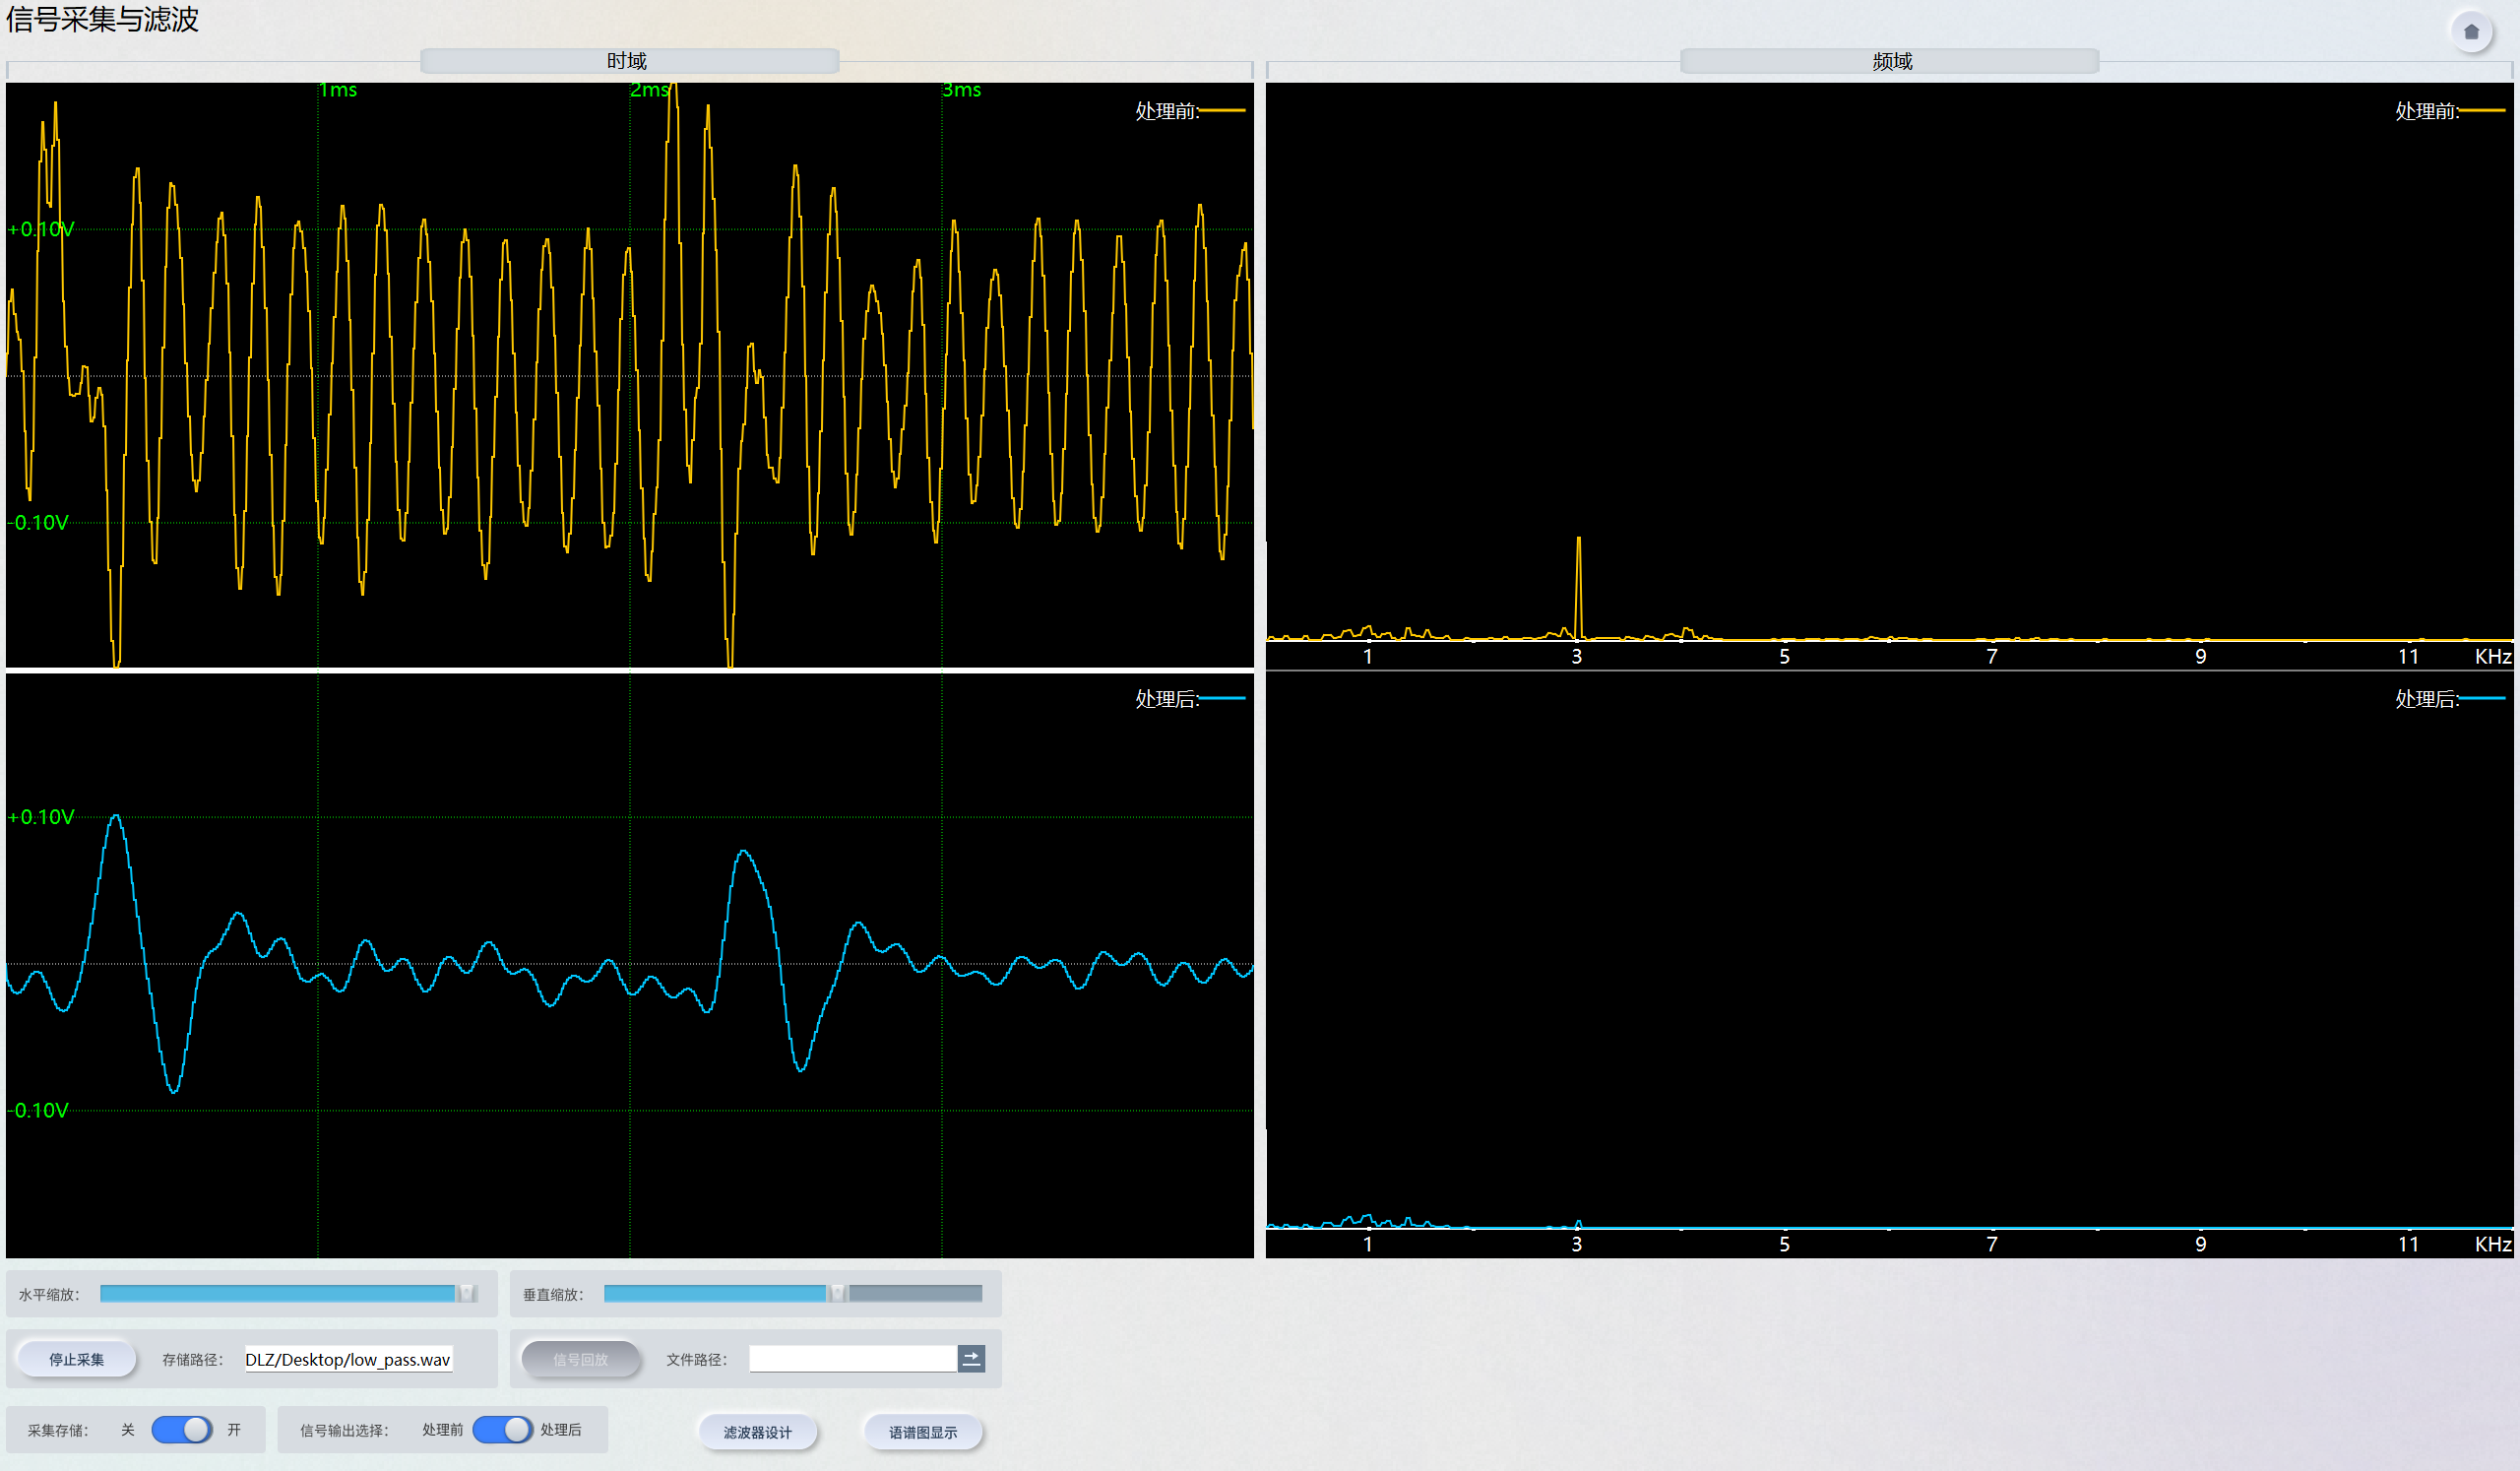 信号采集与滤波
时域
频域
1ms
2ms
3ms
处理前:
+0.10V
-0.10V
处理前:
1
3
5
7
9
11
KHz
处理后:
+0.10V
-0.10V
处理后:
1
3
5
7
9
11
KHz
水平缩放:
垂直缩放:
停止采集
存储路径:
DLZ/Desktop/low_pass.wav
信号回放
文件路径:
采集存储:
关
开
信号输出选择:
处理前
处理后
滤波器设计
语谱图显示